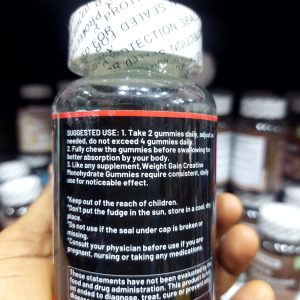 PROTECTION
SEALED FOR
SUGGESTED USE: 1. Take 2 gummies daily, adjust
needed, do not exceed 4 gummies daily.
2. Fully chew the gummies before swallowing for
better absorption by your body.
3. Like any supplement, Weight Gain Creatine
Monohydrate Gummies require consistent, daily
use for noticeable effect.
*Keep out of the reach of children.
*Don't put the fudge in the sun, store in a cool, dry
place.
*Do not use if the seal under cap is broken or
missing.
*Consult your physician before use if you are
pregnant, nursing or taking any medications.
These statements have not been evaluated by the
food and drug administration. This product is not
intended to diagnose, treat, cure or prevent any